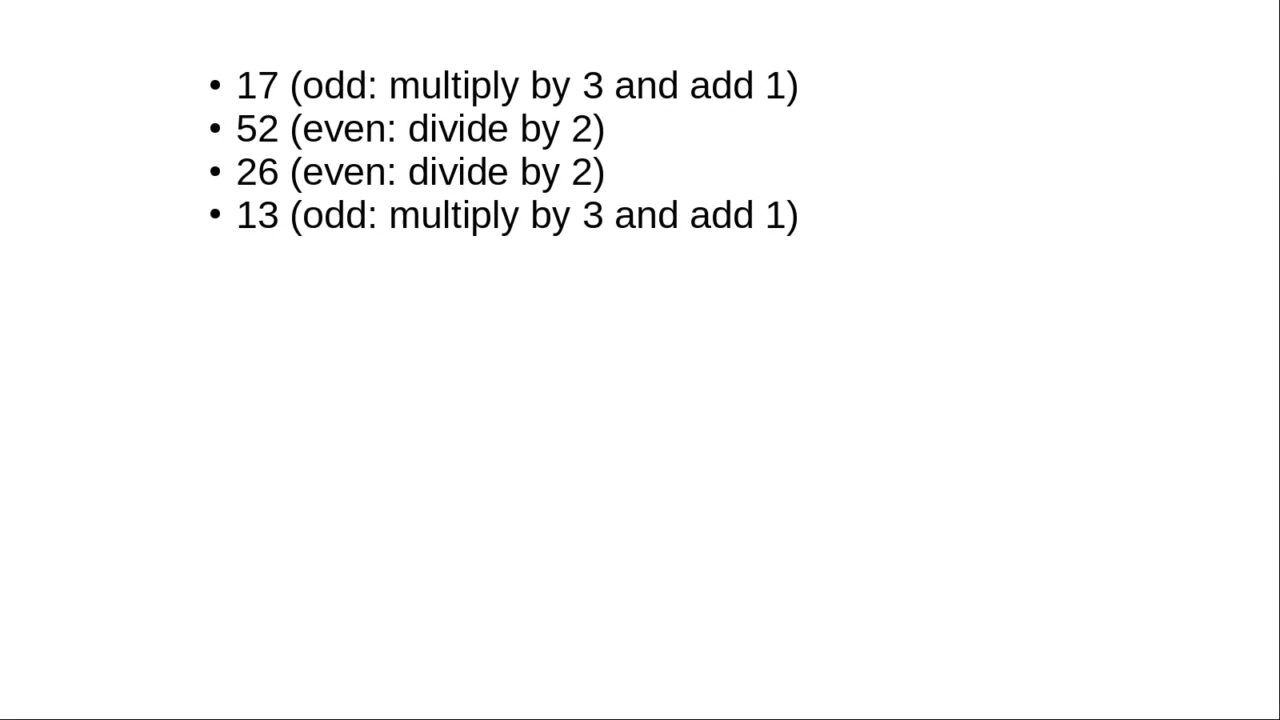 • 17 (odd: multiply by 3 and add 1)
• 52 (even: divide by 2)
• 26 (even: divide by 2)
• 13 (odd: multiply by 3 and add 1)